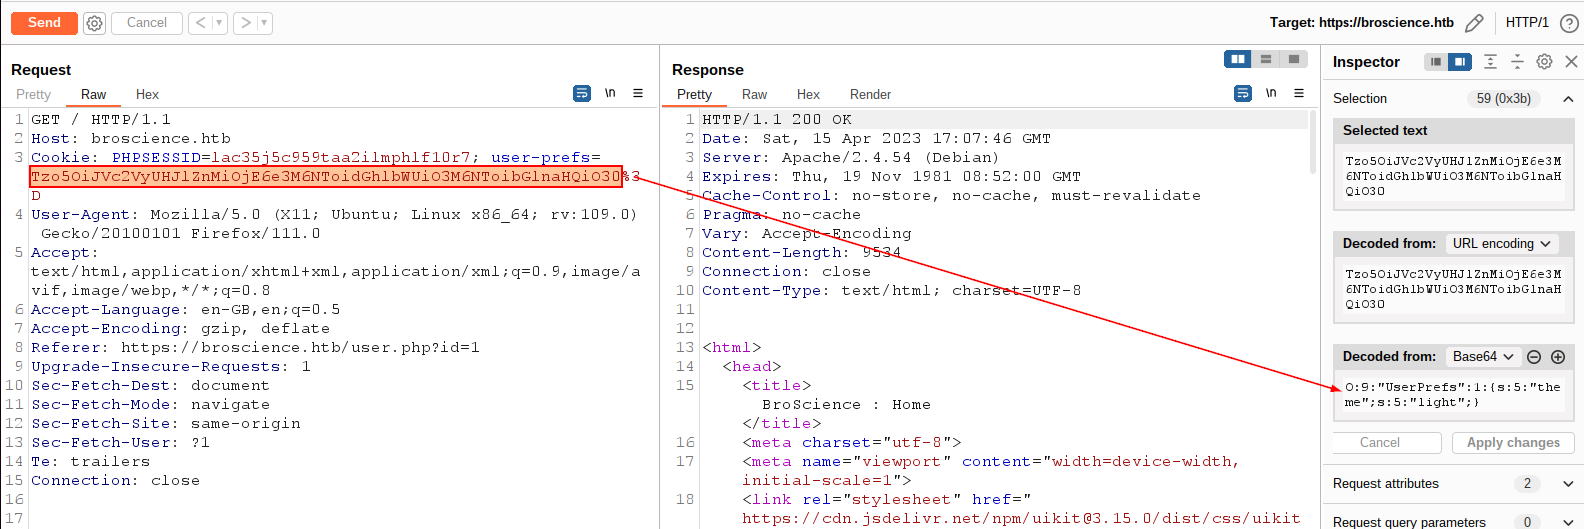 Send
Cancel
<
>
Target: https://broscience.htb
HTTP/1
?
Request
Pretty
Raw
Hex
\n
1 GET / HTTP/1.1
2 Host: broscience.htb
3 Cookie: PHPSESSID=lac35j5c959taa2ilmphlf10r7; user-prefs=
Tzo5OiJVc2VyUHJlZnMiOjE6e3M6NToidGhlbWUiO3M6NToibGlnaHQiO30%3
D
4 User-Agent: Mozilla/5.0 (X11; Ubuntu; Linux x86_64; rv:109.0)
Gecko/20100101 Firefox/111.0
5 Accept:
text/html,application/xhtml+xml,application/xml;q=0.9,image/a
vif,image/webp,*/*;q=0.8
6 Accept-Language: en-GB,en;q=0.5
7 Accept-Encoding: gzip, deflate
8 Referer: https://broscience.htb/user.php?id=1
9 Upgrade-Insecure-Requests: 1
10 Sec-Fetch-Dest: document
11 Sec-Fetch-Mode: navigate
12 Sec-Fetch-Site: same-origin
13 Sec-Fetch-User: ?1
14 Te: trailers
15 Connection: close
16
17
Response
Pretty
Raw
Hex
Render
\n
1 HTTP/1.1 200 OK
2 Date: Sat, 15 Apr 2023 17:07:46 GMT
3 Server: Apache/2.4.54 (Debian)
4 Expires: Thu, 19 Nov 1981 08:52:00 GMT
5 Cache-Control: no-store, no-cache, must-revalidate
6 Pragma: no-cache
7 Vary: Accept-Encoding
8 Content-Length: 9534
9 Connection: close
10 Content-Type: text/html; charset=UTF-8
11
12
13 <html>
14 <head>
15 <title>
BroScience : Home
</title>
16 <meta charset="utf-8">
17 <meta name="viewport" content="width=device-width,
initial-scale=1">
18 <link rel="stylesheet" href="
https://cdn.jsdelivr.net/npm/uikit@3.15.0/dist/css/uikit
Inspector
Selection
59 (0x3b)
Selected text
Tzo5OiJVc2VyUHJlZnMiOjE6e3M
6NToidGhlbWUiO3M6NToibGlnaH
QiO30
Decoded from: URL encoding
Tzo5OiJVc2VyUHJlZnMiOjE6e3M
6NToidGhlbWUiO3M6NToibGlnaH
QiO30
Decoded from: Base64
O:9:"UserPrefs":1:{s:5:"the
me";s:5:"light";}
Cancel
Apply changes
Request attributes
2
Request query parameters
0